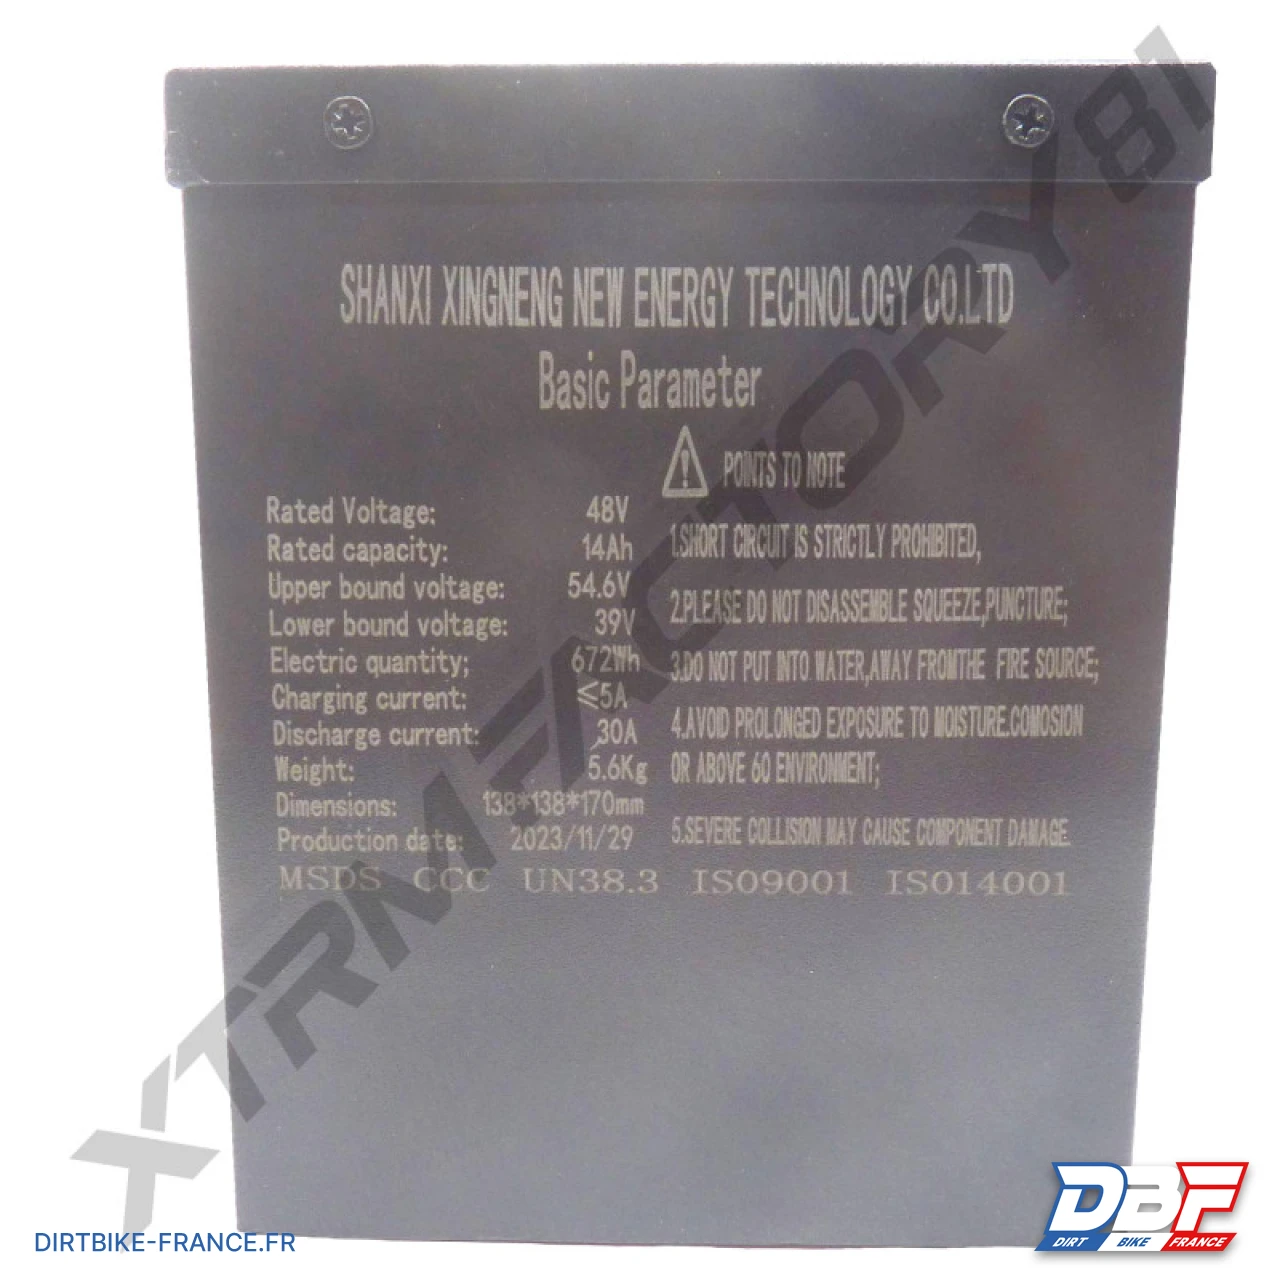 SHANXI XINGNENG NEW ENERGY TECHNOLOGY CO.LTD
Basic Parameter
POINTS TO NOTE
Rated Voltage: 48V
Rated capacity: 14Ah
Upper bound voltage: 54.6V
Lower bound voltage: 39V
Electric quantity; 672Wh
Charging current: ≤5A
Discharge current: 30A
Weight: 5.6Kg
Dimensions: 138*138*170mm
Production date: 2023/11/29
1.SHORT CIRCUIT IS STRICTLY PROHIBITED,
2.PLEASE DO NOT DISASSEMBLE SQUEEZE,PUNCTURE;
3.DO NOT PUT INTO WATER,AWAY FROMTHE FIRE SOURCE;
4.AVOID PROLONGED EXPOSURE TO MOISTURE.COMOSION
OR ABOVE 60 ENVIRONMENT;
5.SEVERE COLLISION MAY CAUSE COMPONENT DAMAGE.
MSDS CCC UN38.3 ISO9001 ISO14001
XTRM FACTORY 81
DIRTBIKE-FRANCE.FR
DBF
DIRT BIKE FRANCE